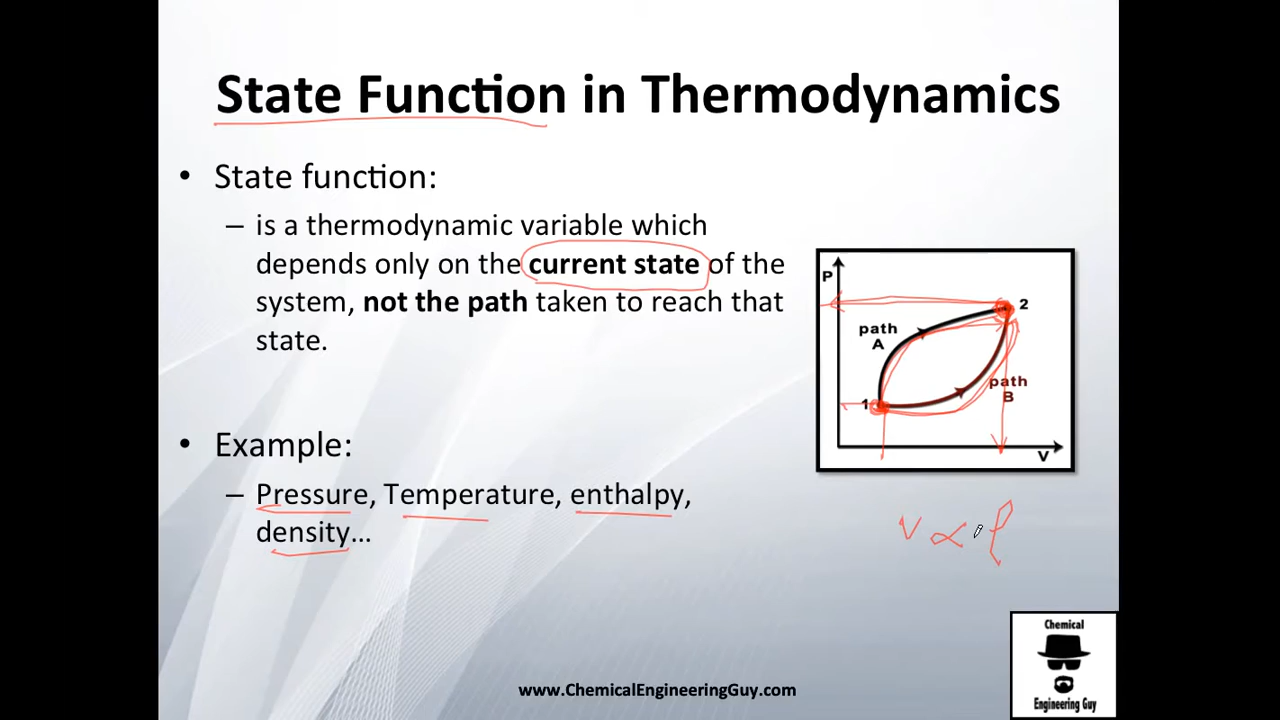 State Function in Thermodynamics
• State function:
– is a thermodynamic variable which
depends only on the current state of the
system, not the path taken to reach that
state.
• Example:
– Pressure, Temperature, enthalpy,
density...
P
2
path
A
path
B
1
V
v ∝ ρ
Chemical
Engineering Guy
www.ChemicalEngineeringGuy.com